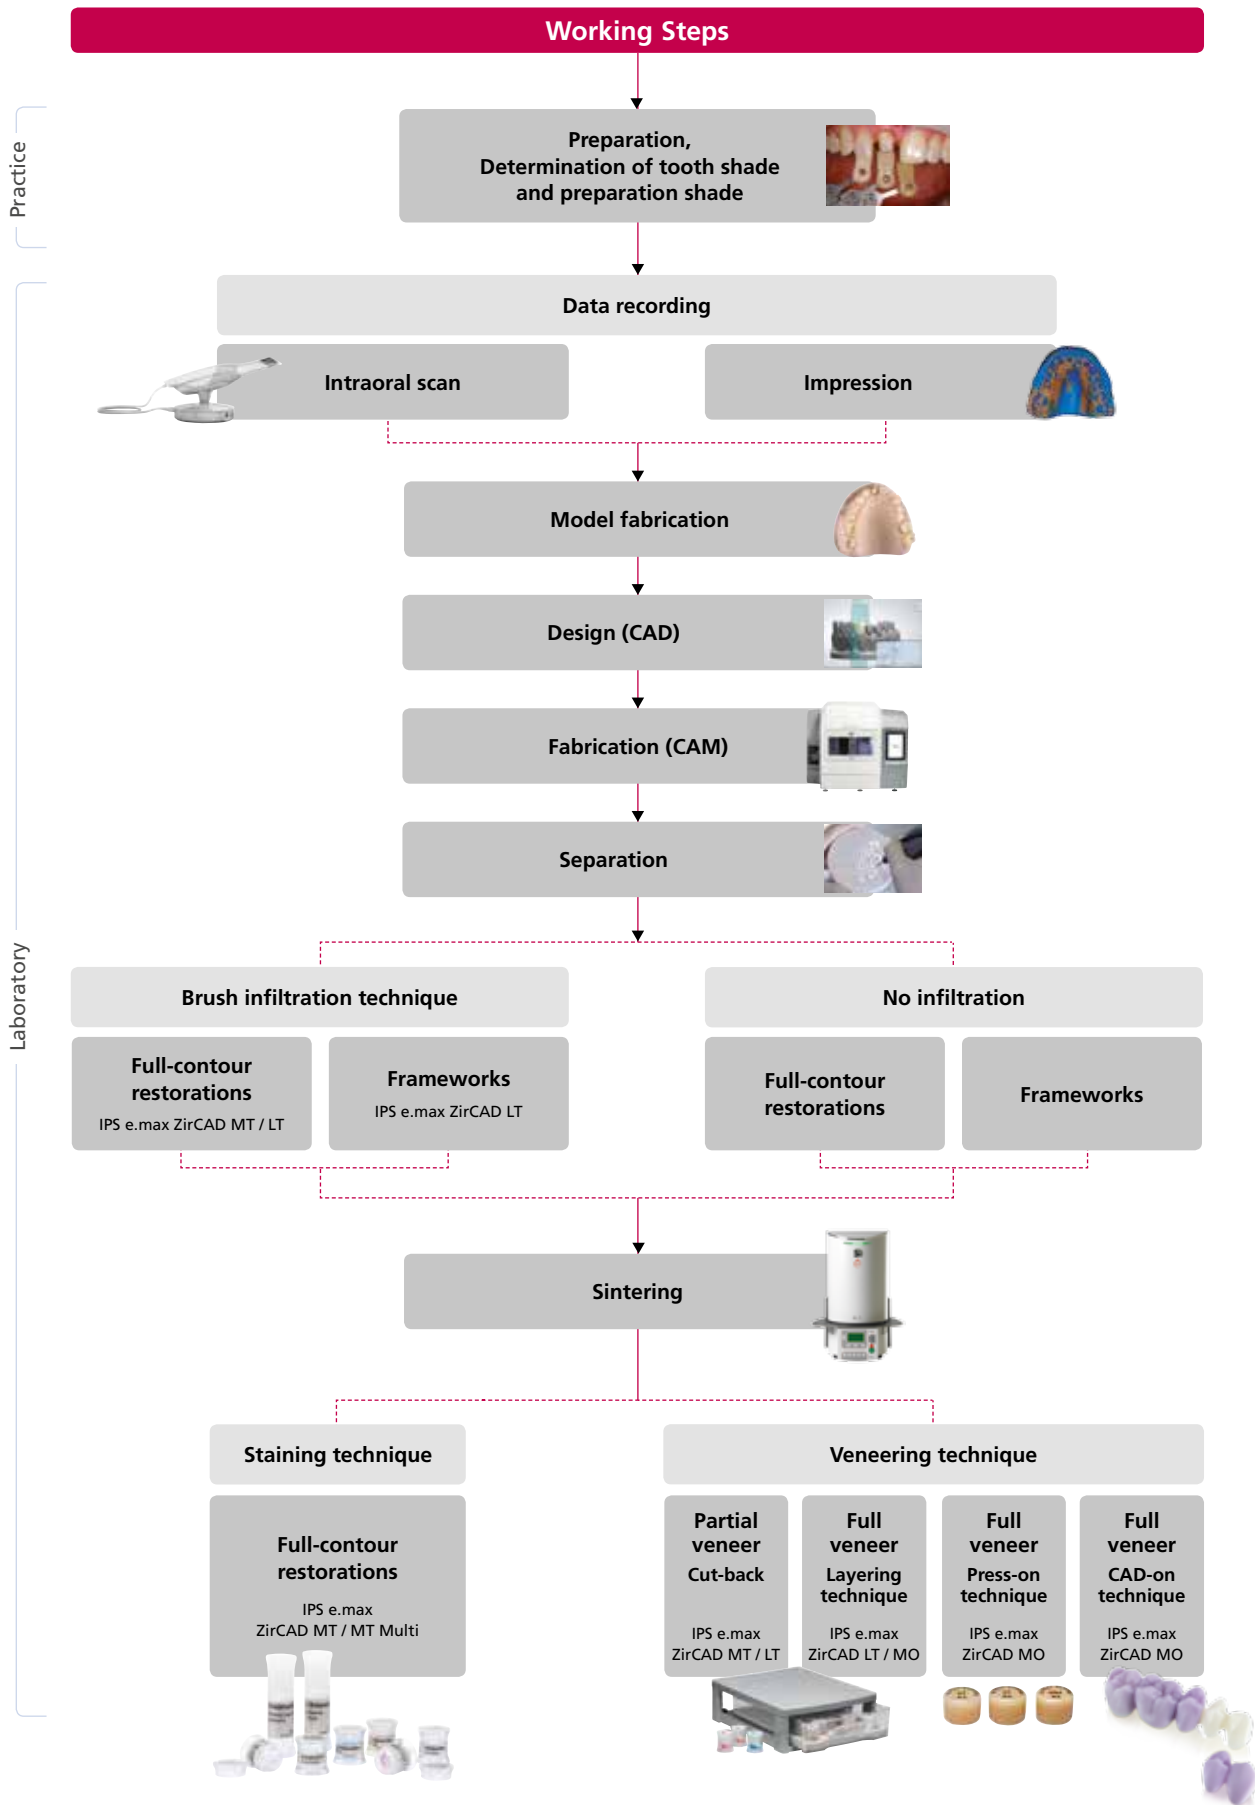 Working Steps
Practice
Preparation,
Determination of tooth shade
and preparation shade
Laboratory
Data recording
Intraoral scan
Impression
Model fabrication
Design (CAD)
Fabrication (CAM)
Separation
Brush infiltration technique
Full-contour
restorations
IPS e.max ZirCAD MT / LT
Frameworks
IPS e.max ZirCAD LT
No infiltration
Full-contour
restorations
Frameworks
Sintering
Staining technique
Full-contour
restorations
IPS e.max
ZirCAD MT / MT Multi
Veneering technique
Partial
veneer
Cut-back
IPS e.max
ZirCAD MT / LT
Full
veneer
Layering
technique
IPS e.max
ZirCAD LT / MO
Full
veneer
Press-on
technique
IPS e.max
ZirCAD MO
Full
veneer
CAD-on
technique
IPS e.max
ZirCAD MO